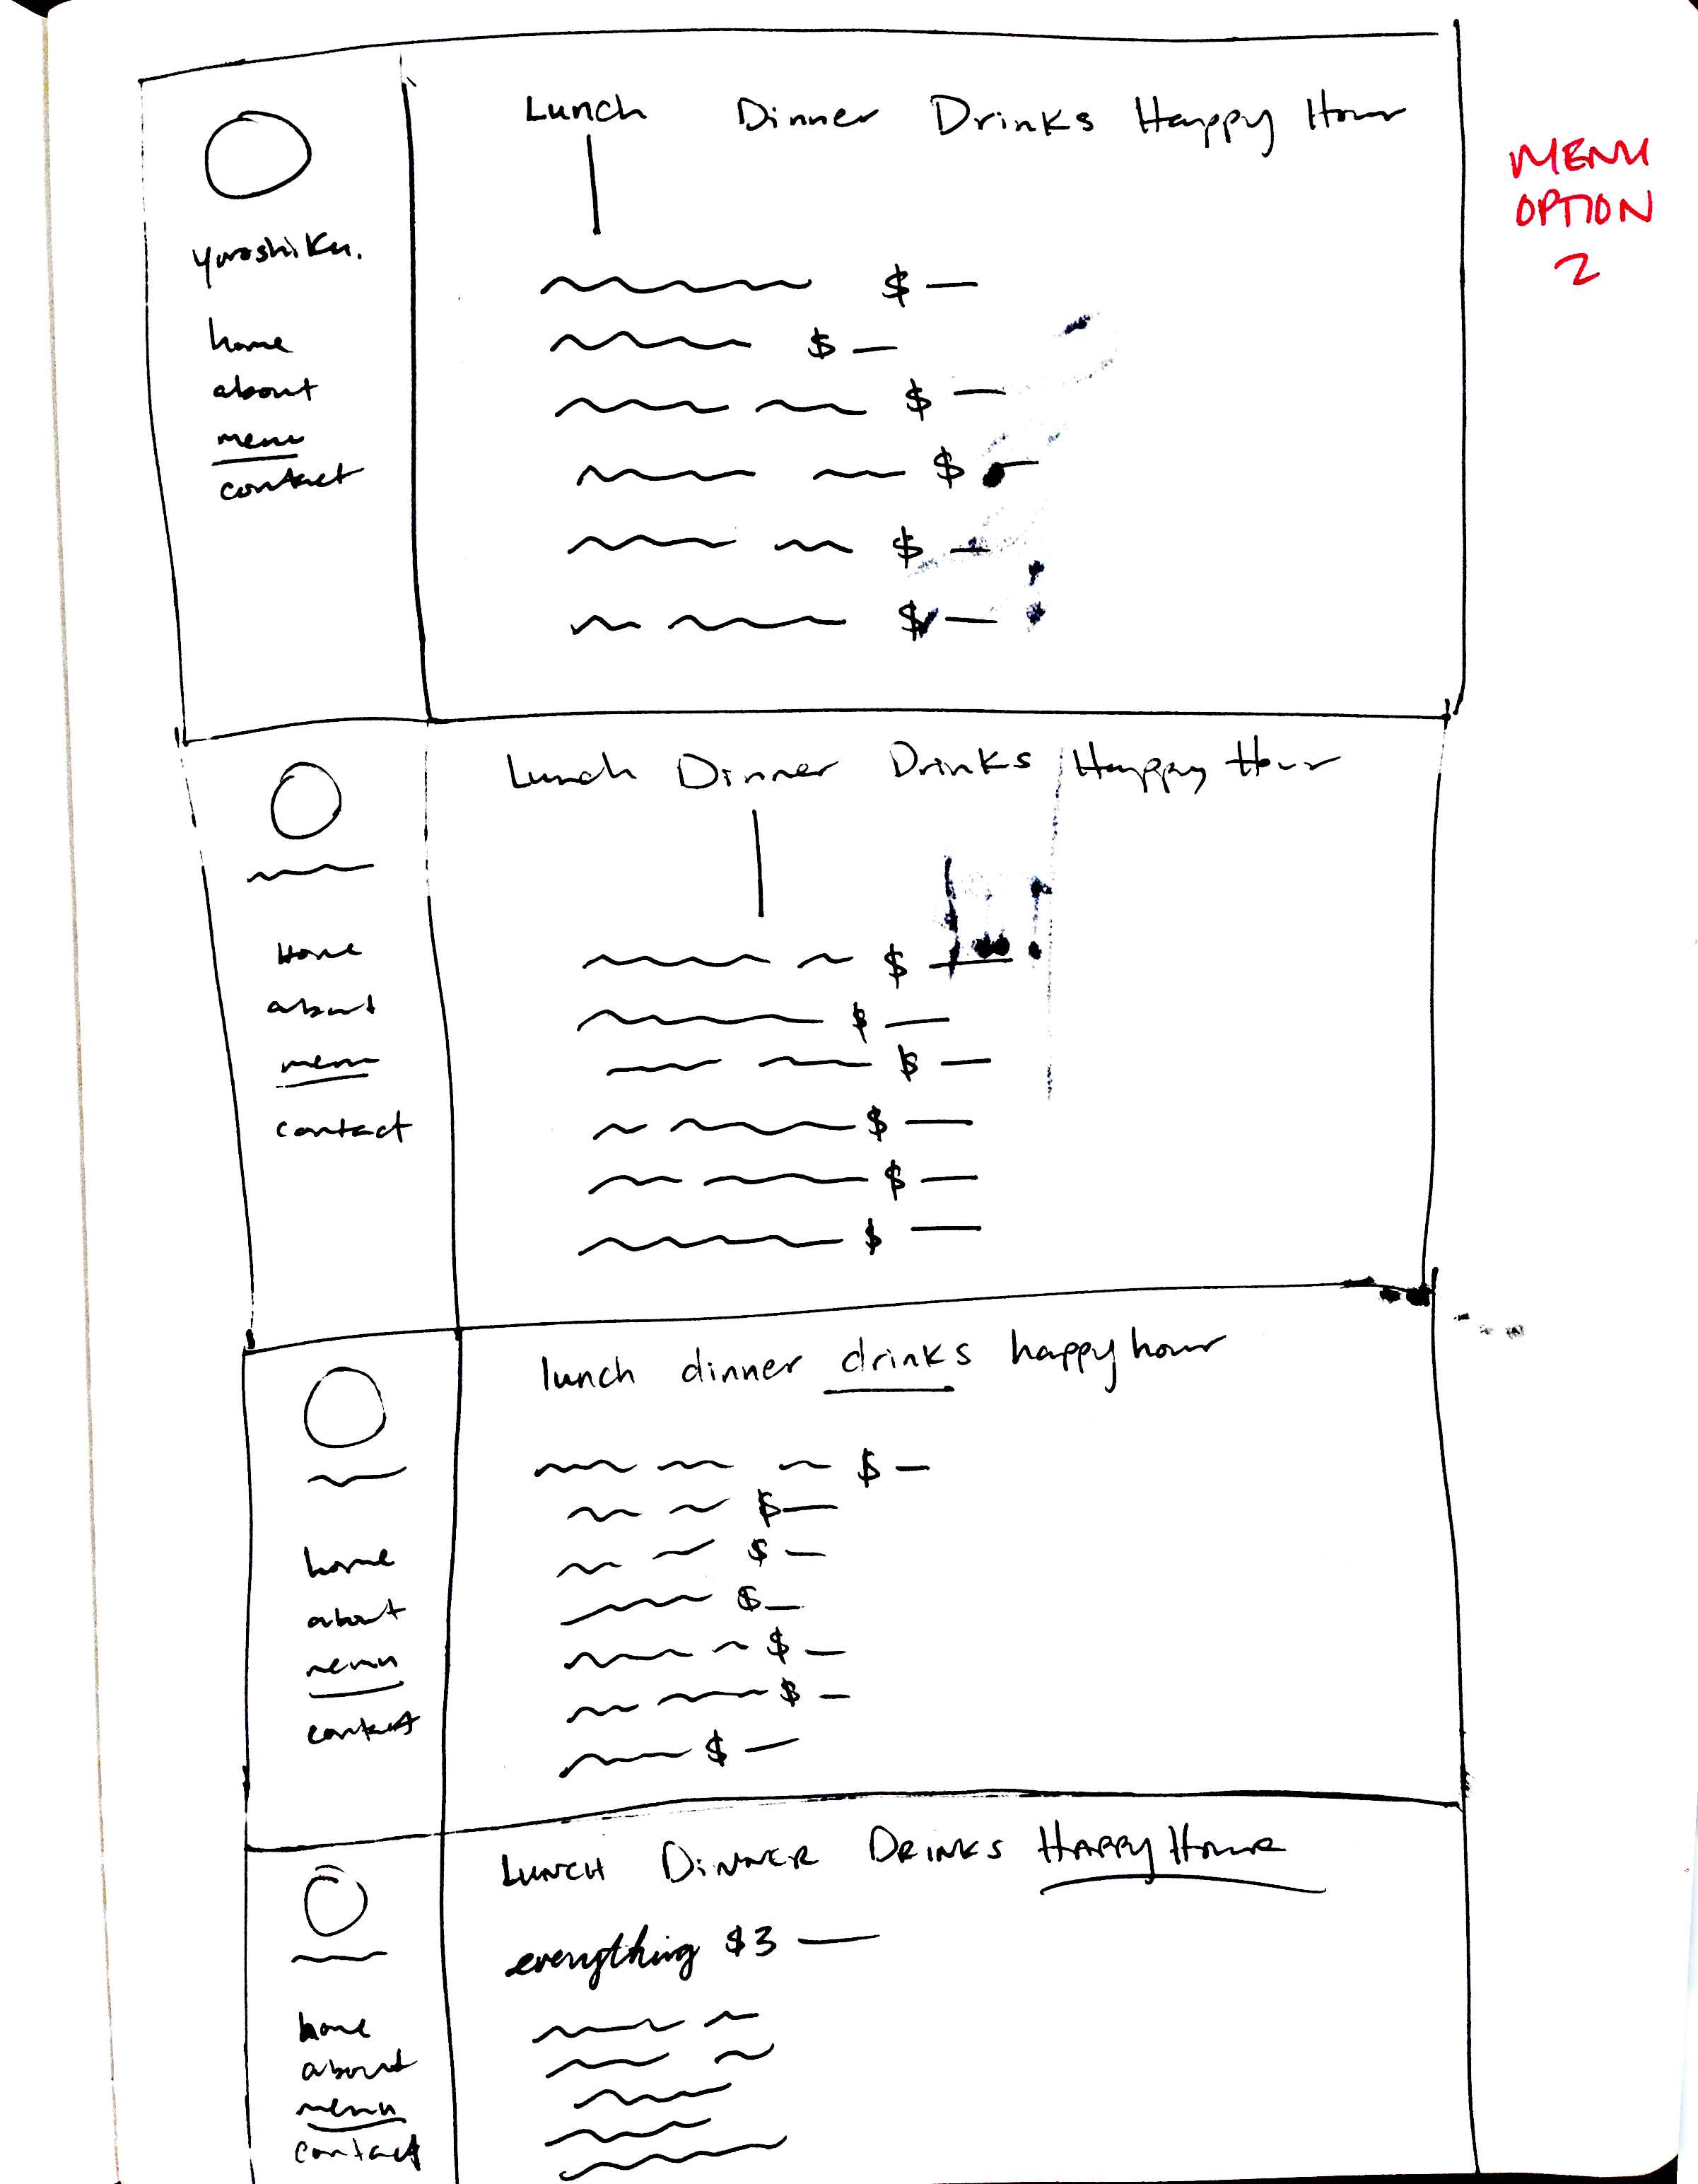 Lunch Dinner Drinks Happy Hour
MENU
OPTION
2
yoroshiku.
home
about
menu
contact
$ —
$ —
$ —
$ —
$ —
$ —
Lunch Dinner Drinks Happy Hour
Home
about
menu
contact
$ —
$ —
$ —
$ —
$ —
$ —
lunch dinner drinks happy hour
home
about
menu
contact
$ —
$ —
$ —
$ —
$ —
$ —
$ —
LUNCH DINNER DRINKS HAPPY HOUR
everything $3 —
home
about
menu
contact